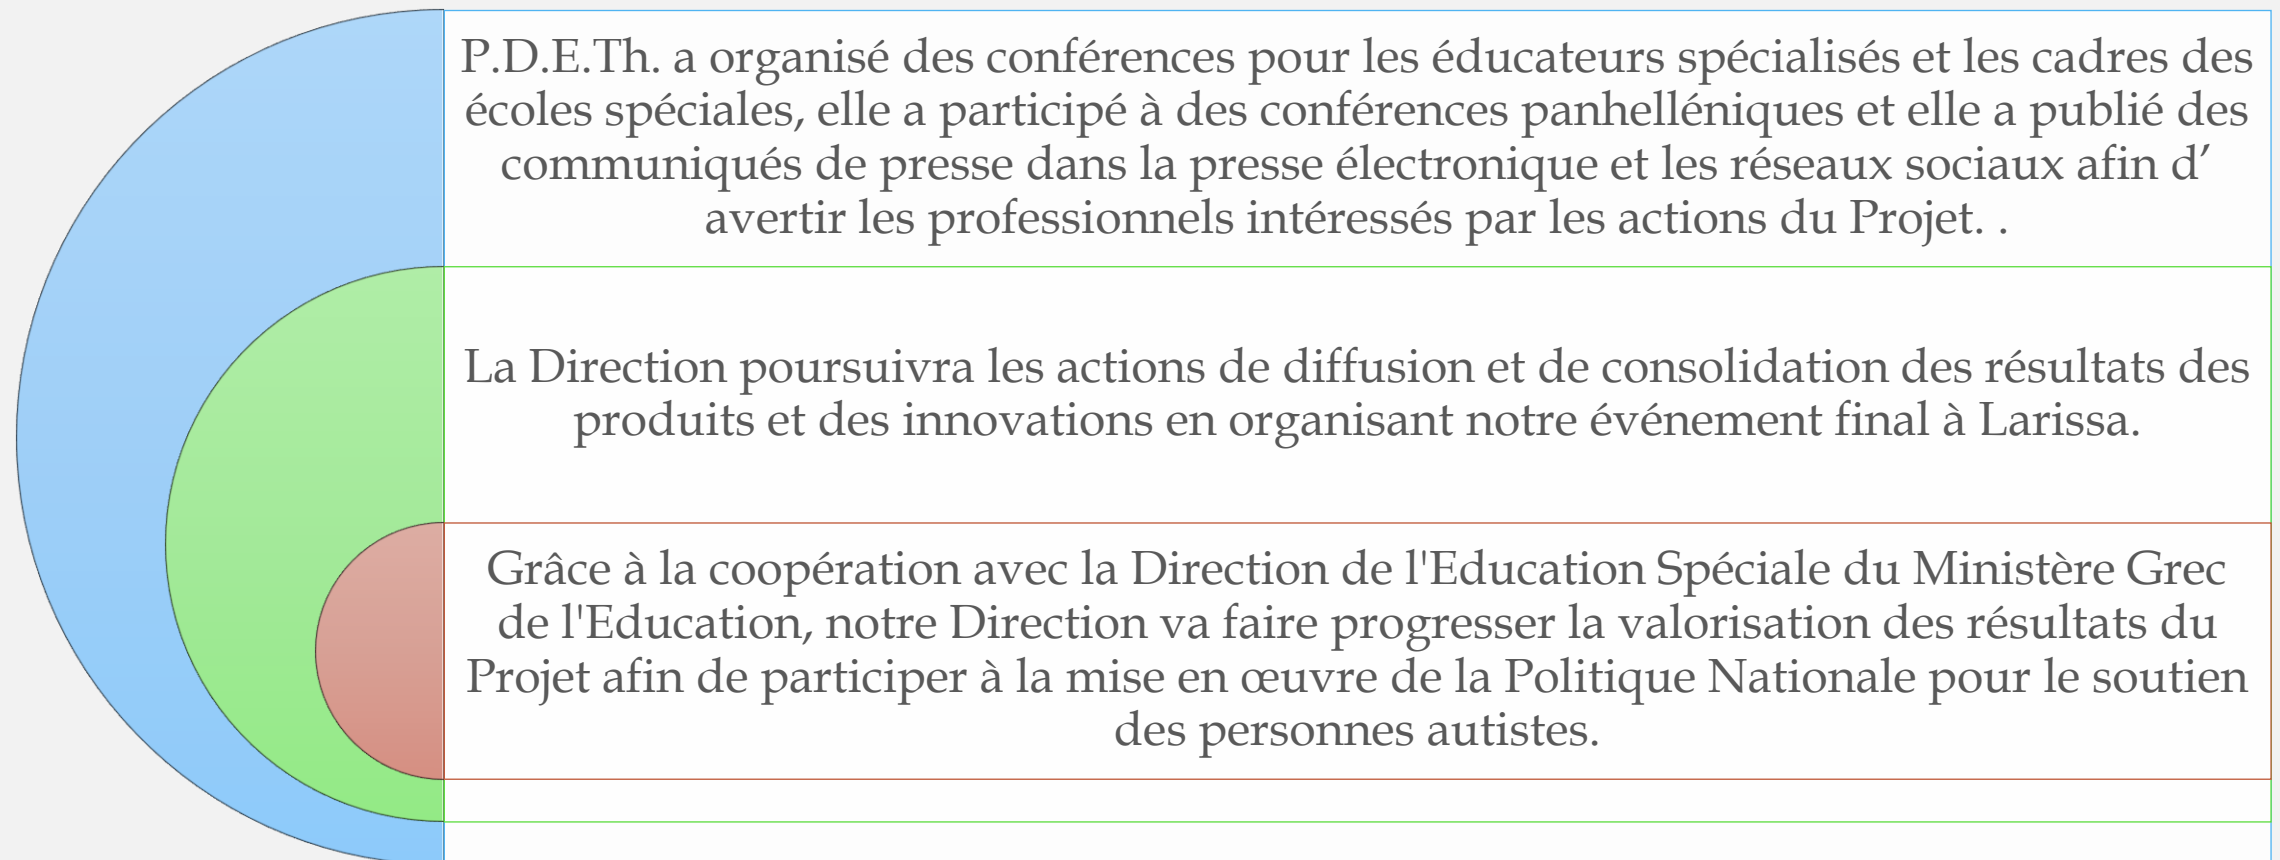 P.D.E.Th. a organisé des conférences pour les éducateurs spécialisés et les cadres des
écoles spéciales, elle a participé à des conférences panhelléniques et elle a publié des
communiqués de presse dans la presse électronique et les réseaux sociaux afin d’
avertir les professionnels intéressés par les actions du Projet. .
La Direction poursuivra les actions de diffusion et de consolidation des résultats des
produits et des innovations en organisant notre événement final à Larissa.
Grâce à la coopération avec la Direction de l'Education Spéciale du Ministère Grec
de l'Education, notre Direction va faire progresser la valorisation des résultats du
Projet afin de participer à la mise en œuvre de la Politique Nationale pour le soutien
des personnes autistes.